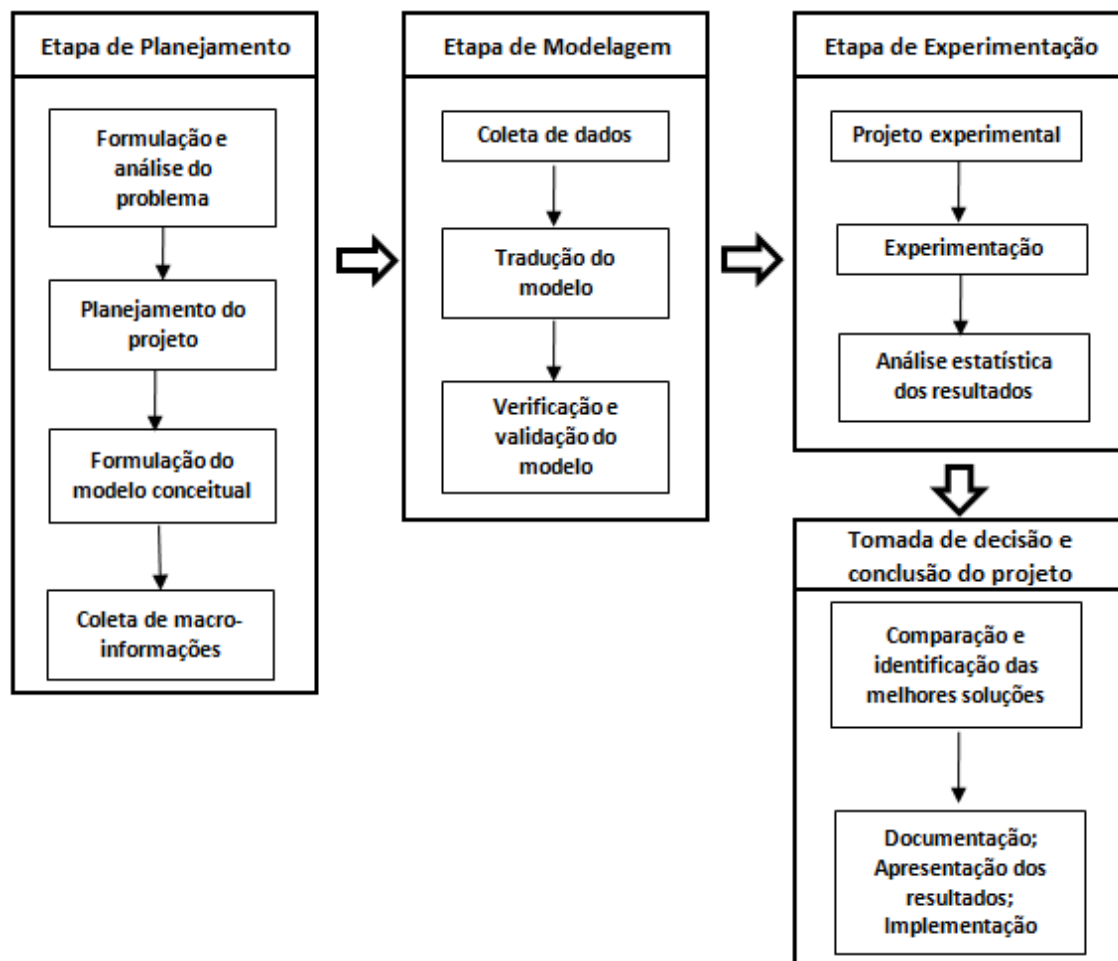 Etapa de Planejamento
Formulação e
análise do
problema
Planejamento do
projeto
Formulação do
modelo conceitual
Coleta de macro-
informações
Etapa de Modelagem
Coleta de dados
Tradução do
modelo
Verificação e
validação do
modelo
Etapa de Experimentação
Projeto experimental
Experimentação
Análise estatística
dos resultados
Tomada de decisão e
conclusão do projeto
Comparação e
identificação das
melhores soluções
Documentação;
Apresentação dos
resultados;
Implementação